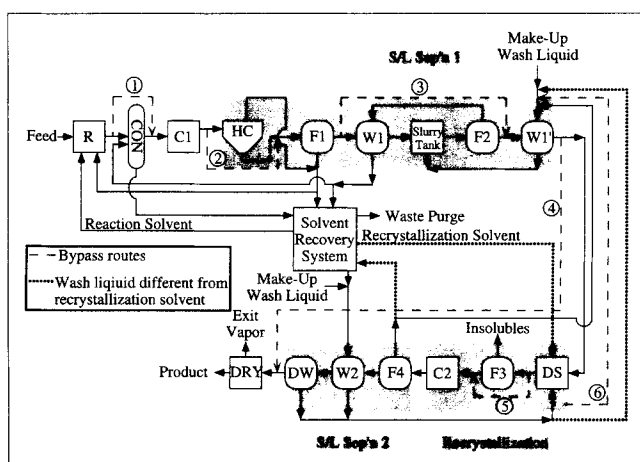 S/L Sep'n 1
Make-Up
Wash Liquid
①
③
Feed
R
CON
C1
HC
②
F1
W1
Slurry
Tank
F2
W1'
④
Reaction Solvent
Solvent
Recovery
System
Waste Purge
Recrystallization Solvent
Bypass routes
Wash liqiuid different from
recrystallization solvent
Make-Up
Wash Liquid
Exit
Vapor
Insolubles
Product
DRY
DW
W2
F4
C2
F3
DS
⑤
⑥
S/L Sep'n 2
Recrystallization